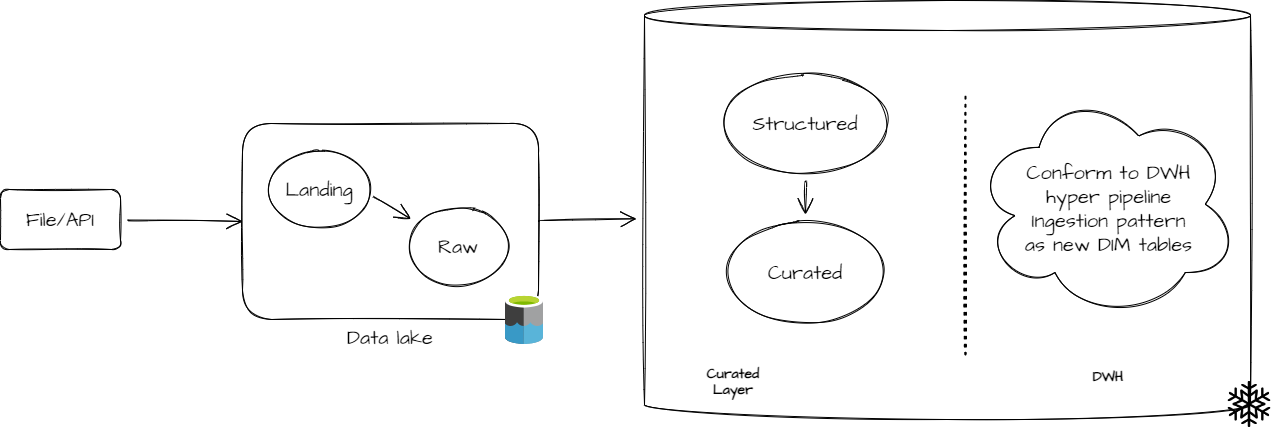 File/API
Landing
Raw
Data lake
Structured
Curated
Curated
Layer
Conform to DWH
hyper pipeline
Ingestion pattern
as new DIM tables
DWH